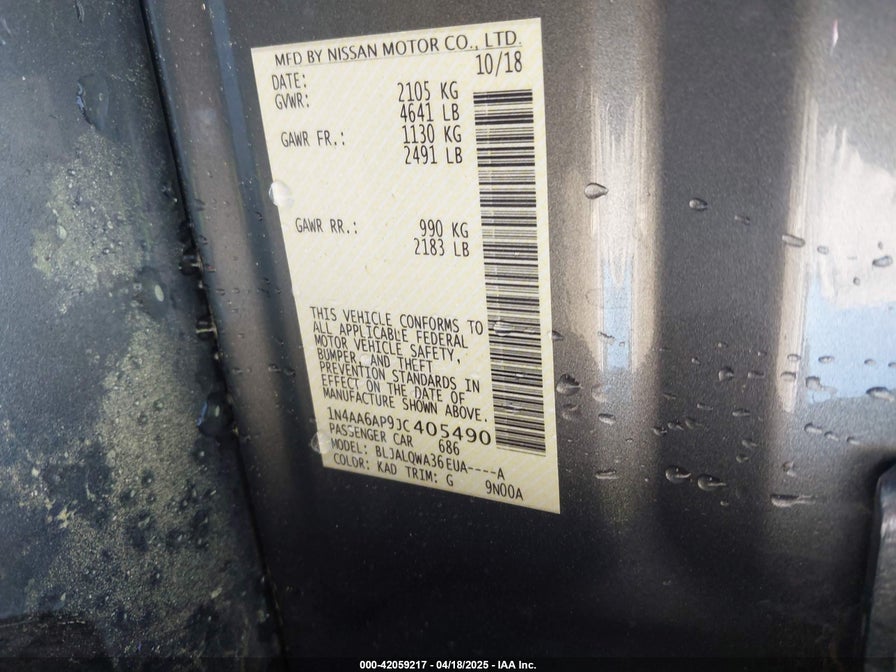 MFD BY NISSAN MOTOR CO., LTD.
DATE: 10/18
GVWR: 2105 KG
4641 LB
GAWR FR.: 1130 KG
2491 LB
GAWR RR.: 990 KG
2183 LB
THIS VEHICLE CONFORMS TO
ALL APPLICABLE FEDERAL
MOTOR VEHICLE SAFETY,
BUMPER, AND THEFT
PREVENTION STANDARDS IN
EFFECT ON THE DATE OF
MANUFACTURE SHOWN ABOVE.
1N4AA6AP9JC405490
PASSENGER CAR 686
MODEL: BLJALOWA36EUA----A
COLOR: KAD TRIM: G 9N00A
000-42059217 - 04/18/2025 - IAA Inc.